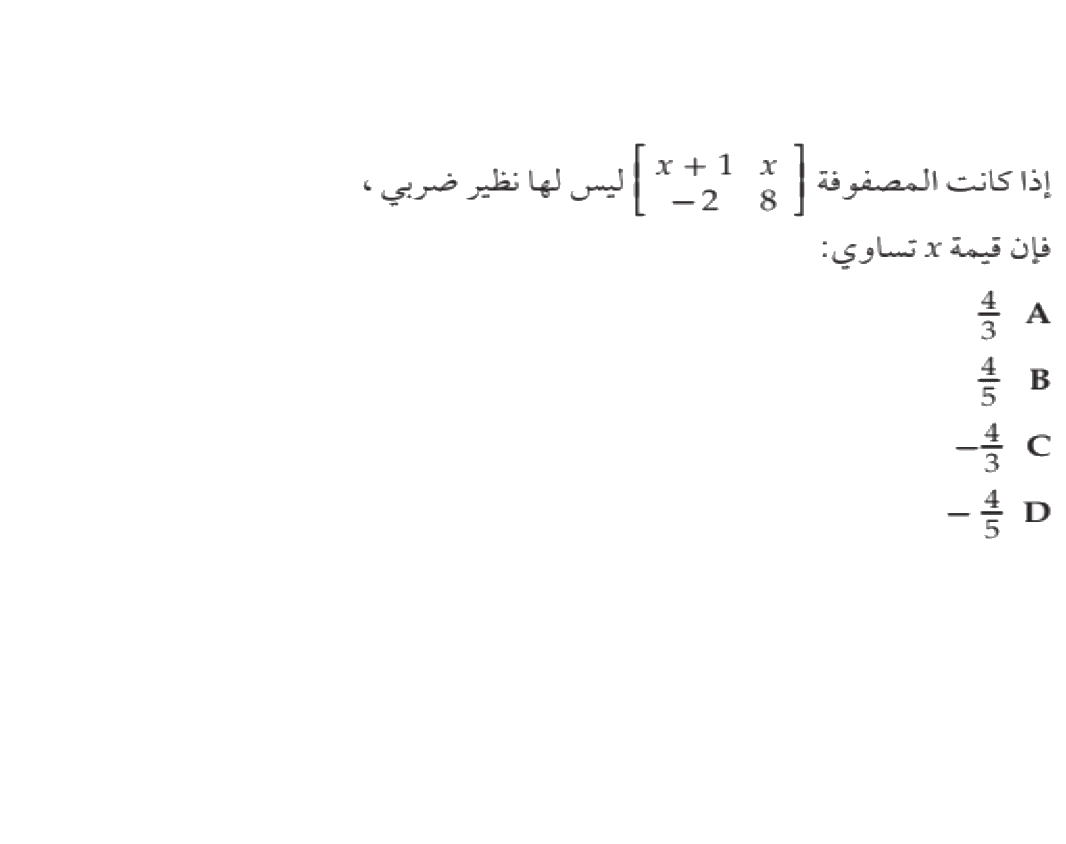 إذا كانت المصفوفة [x + 1 x −2 8] ليس لها نظير ضربي ،
فإن قيمة x تساوي:
A 4/3
B 4/5
C −4/3
D −4/5